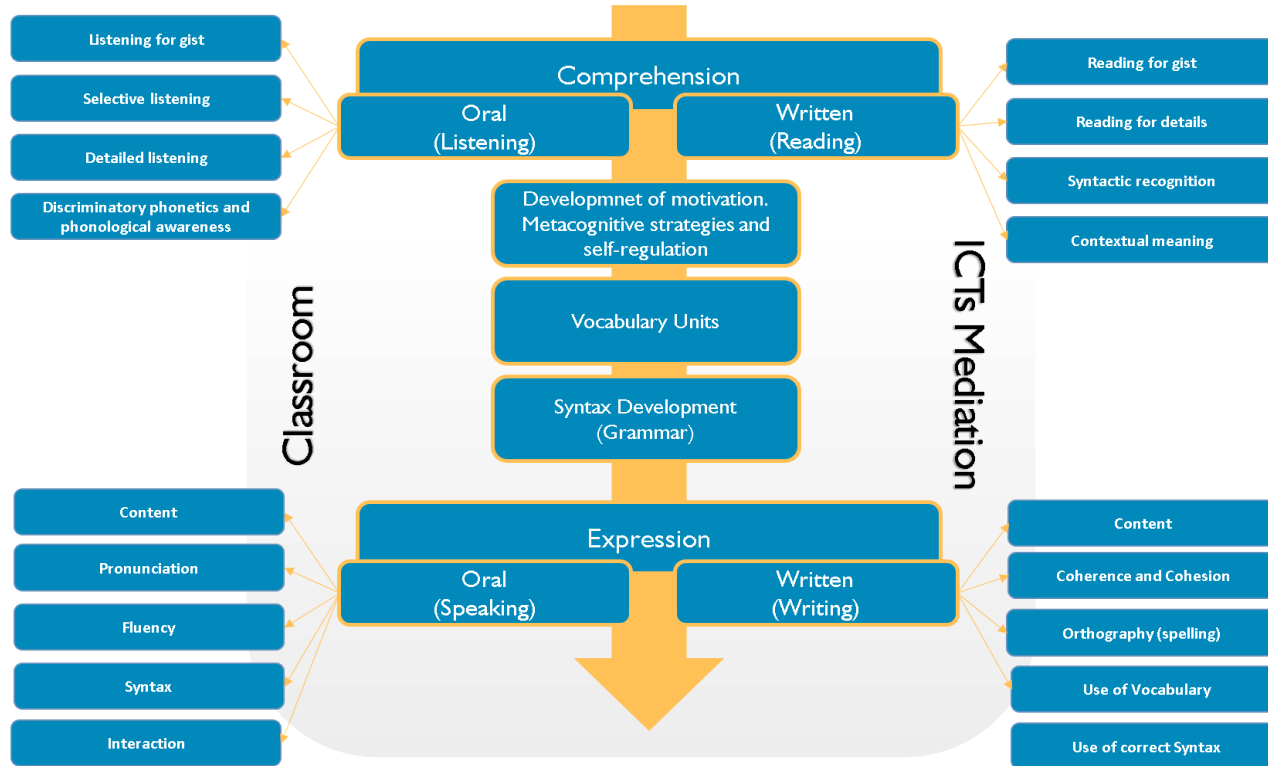 Comprehension
Oral
(Listening)
Written
(Reading)
Listening for gist
Selective listening
Detailed listening
Discriminatory phonetics and
phonological awareness
Reading for gist
Reading for details
Syntactic recognition
Contextual meaning
Developmnet of motivation.
Metacognitive strategies and
self-regulation
Vocabulary Units
Syntax Development
(Grammar)
Classroom
ICTs Mediation
Expression
Oral
(Speaking)
Written
(Writing)
Content
Pronunciation
Fluency
Syntax
Interaction
Content
Coherence and Cohesion
Orthography (spelling)
Use of Vocabulary
Use of correct Syntax